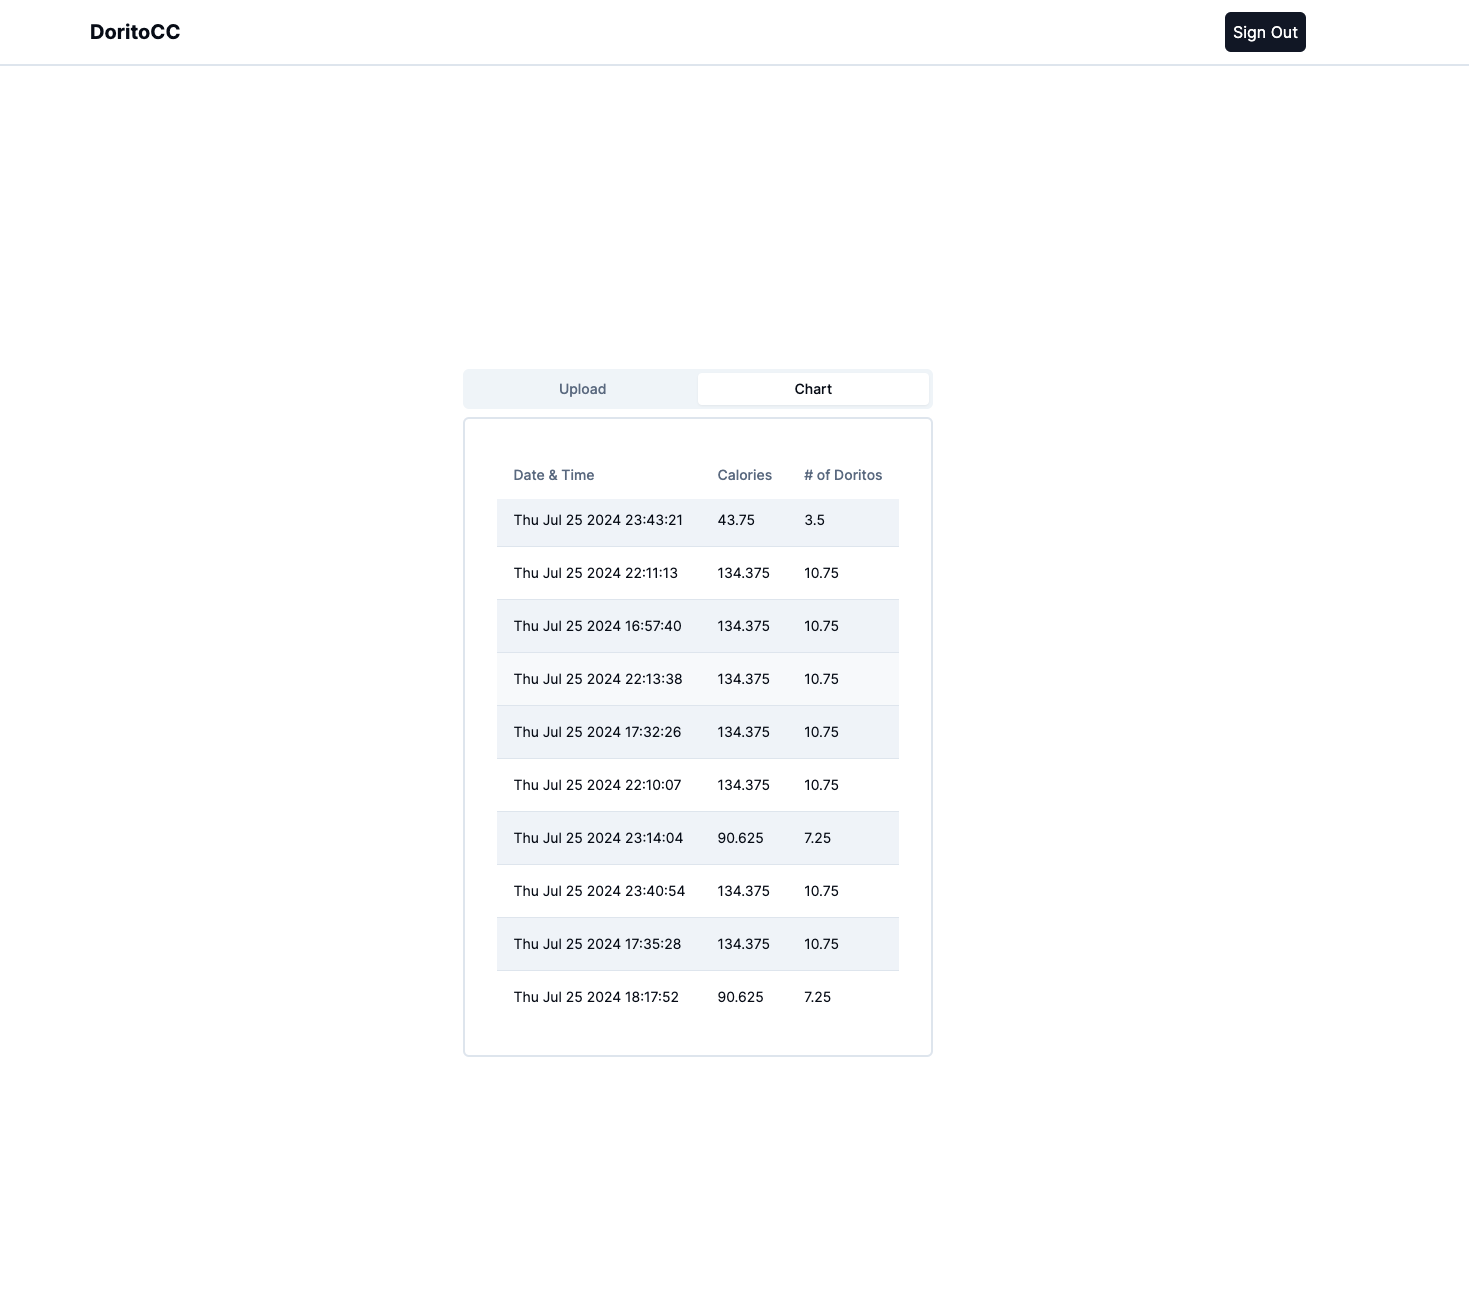 DoritoCC
Sign Out
Upload
Chart
Date & Time Calories # of Doritos
Thu Jul 25 2024 23:43:21 43.75 3.5
Thu Jul 25 2024 22:11:13 134.375 10.75
Thu Jul 25 2024 16:57:40 134.375 10.75
Thu Jul 25 2024 22:13:38 134.375 10.75
Thu Jul 25 2024 17:32:26 134.375 10.75
Thu Jul 25 2024 22:10:07 134.375 10.75
Thu Jul 25 2024 23:14:04 90.625 7.25
Thu Jul 25 2024 23:40:54 134.375 10.75
Thu Jul 25 2024 17:35:28 134.375 10.75
Thu Jul 25 2024 18:17:52 90.625 7.25